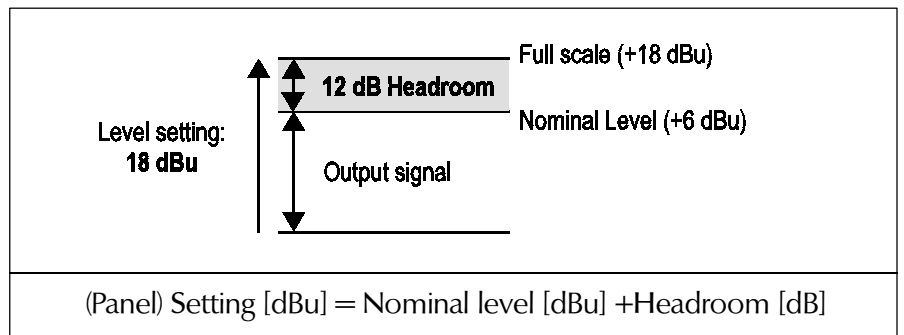 Full scale (+18 dBu)
12 dB Headroom
Nominal Level (+6 dBu)
Level setting:
18 dBu
Output signal
(Panel) Setting [dBu] = Nominal level [dBu] +Headroom [dB]